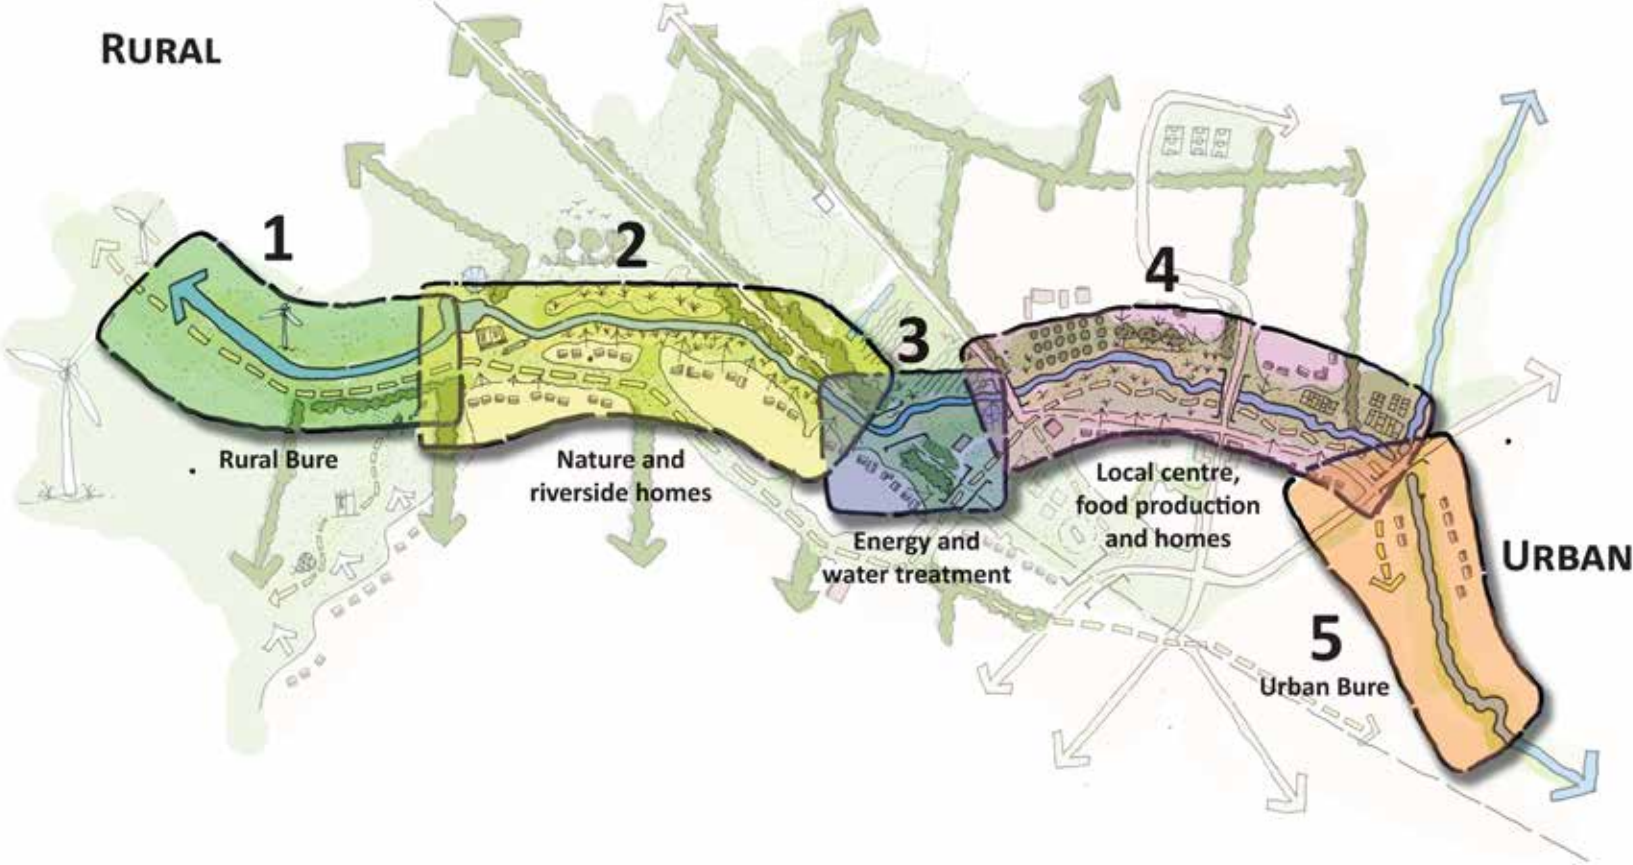 RURAL
1
2
3
4
Rural Bure
Nature and
riverside homes
Energy and
water treatment
Local centre,
food production
and homes
URBAN
5
Urban Bure